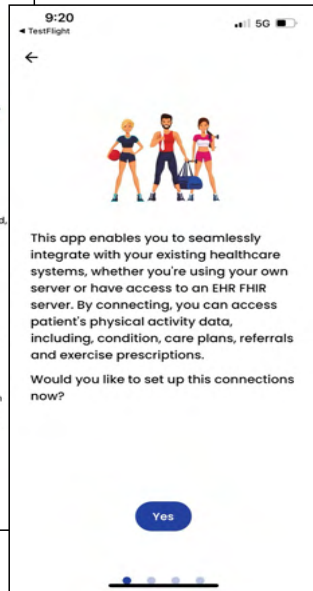 9:20
5G
◄ TestFlight
d,
This app enables you to seamlessly
integrate with your existing healthcare
systems, whether you're using your own
server or have access to an EHR FHIR
server. By connecting, you can access
patient's physical activity data,
including, condition, care plans, referrals
and exercise prescriptions.
Would you like to set up this connections
now?
Yes